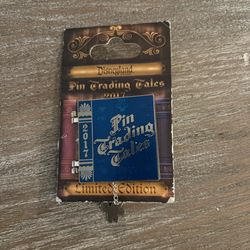 Disneyland
Pin Trading Tales
2017
2017
Pin
Trading
Tales
Limited Edition